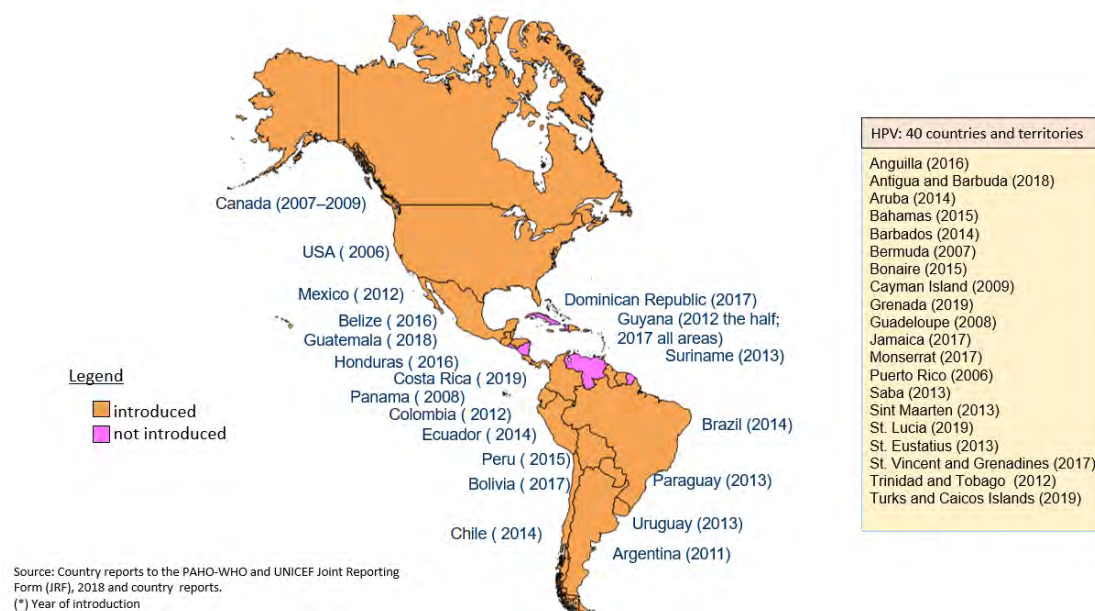 Canada (2007–2009)
USA ( 2006)
Mexico ( 2012)
Belize ( 2016)
Guatemala ( 2018)
Honduras ( 2016)
Costa Rica ( 2019)
Panama ( 2008)
Colombia ( 2012)
Ecuador ( 2014)
Peru ( 2015)
Bolivia ( 2017)
Chile ( 2014)
Dominican Republic (2017)
Guyana (2012 the half;
2017 all areas)
Suriname (2013)
Brazil (2014)
Paraguay (2013)
Uruguay (2013)
Argentina (2011)
Legend
introduced
not introduced
HPV: 40 countries and territories
Anguilla (2016)
Antigua and Barbuda (2018)
Aruba (2014)
Bahamas (2015)
Barbados (2014)
Bermuda (2007)
Bonaire (2015)
Cayman Island (2009)
Grenada (2019)
Guadeloupe (2008)
Jamaica (2017)
Monserrat (2017)
Puerto Rico (2006)
Saba (2013)
Sint Maarten (2013)
St. Lucia (2019)
St. Eustatius (2013)
St. Vincent and Grenadines (2017)
Trinidad and Tobago (2012)
Turks and Caicos Islands (2019)
Source: Country reports to the PAHO-WHO and UNICEF Joint Reporting
Form (JRF), 2018 and country reports.
(*) Year of introduction